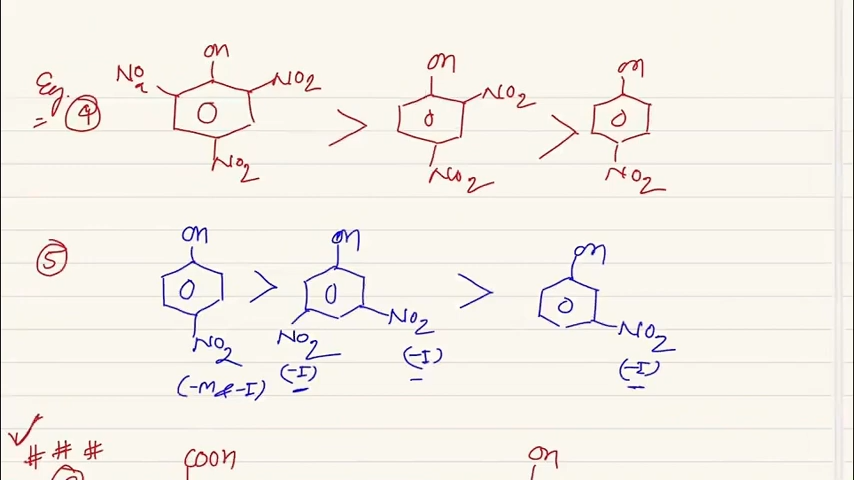 Eg.
= ④
OH
NO2
NO2
NO2
>
OH
NO2
NO2
>
OH
NO2
⑤
OH
NO2
(-M & -I)
>
OH
NO2
(-I)
NO2
(-I)
>
OH
NO2
(-I)
✓
# # #
COOH
OH